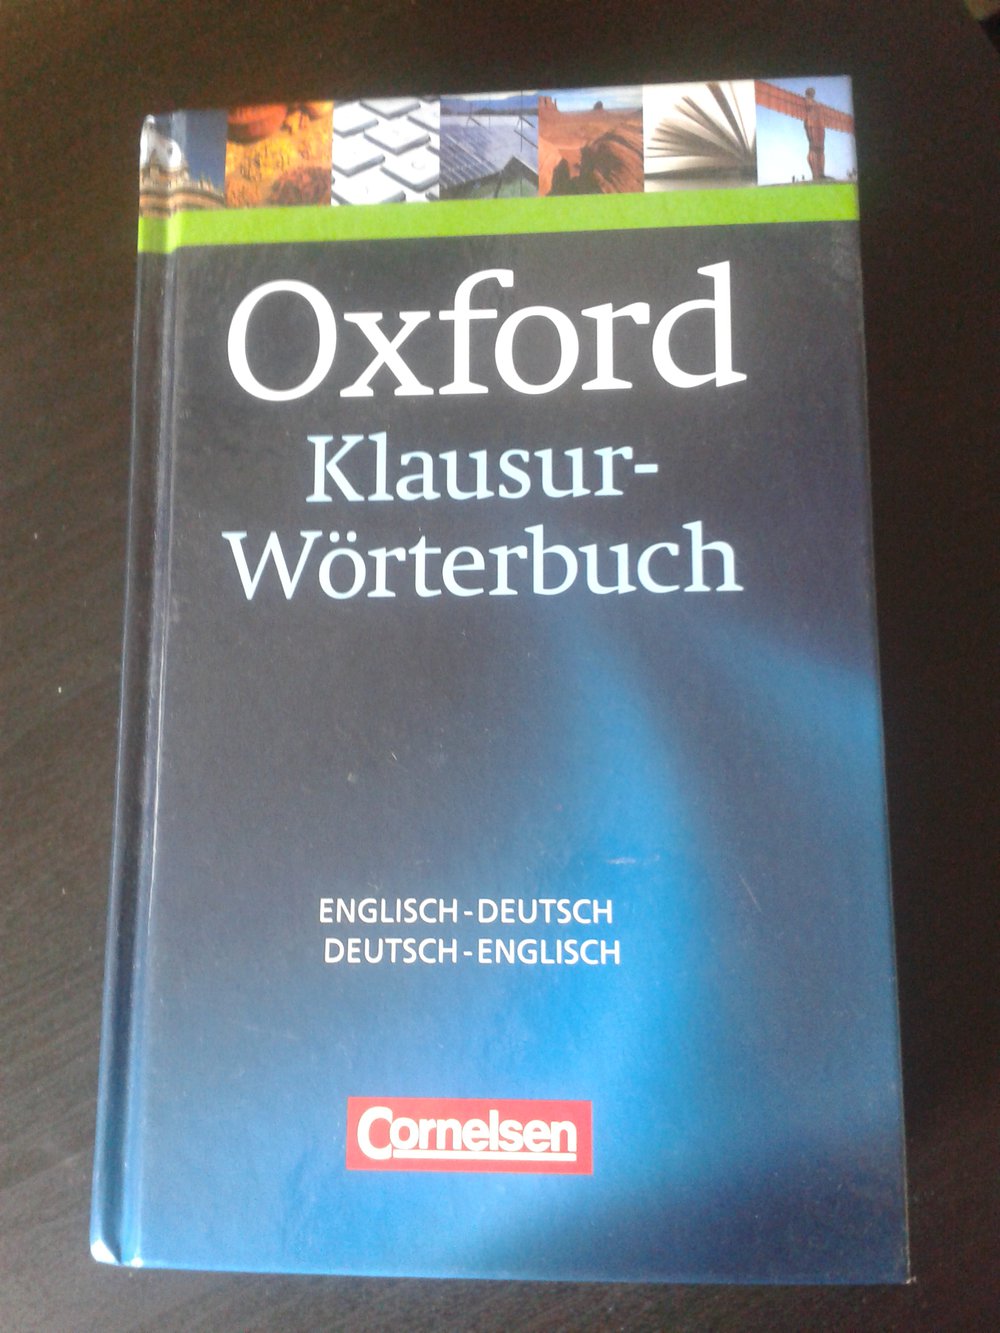 Oxford
Klausur-
Wörterbuch
ENGLISCH-DEUTSCH
DEUTSCH-ENGLISCH
Cornelsen